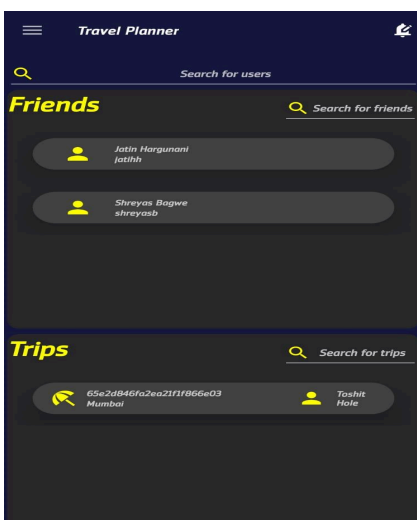 Travel Planner
Search for users
Friends
Search for friends
Jatin Hargunani
jatihh
Shreyas Bagwe
shreyasb
Trips
Search for trips
65e2d846fa2ea21f1f866e03
Mumbai
Toshit
Hole